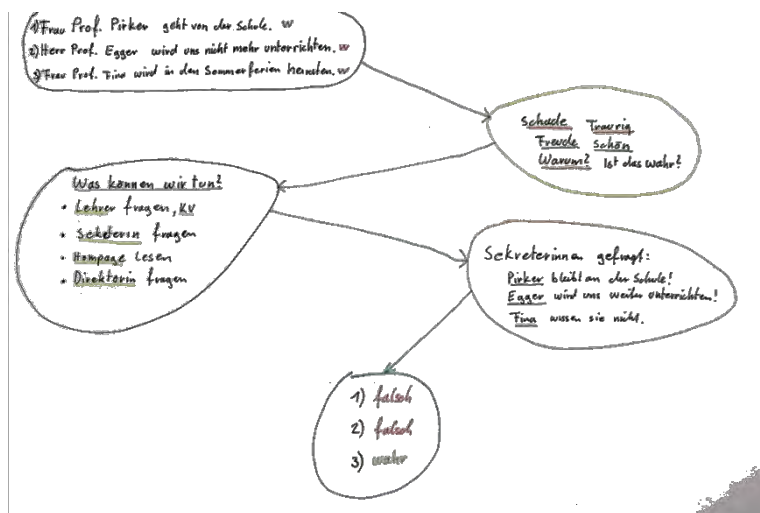 1) Frau Prof. Pirker geht von der Schule. W
2) Herr Prof. Egger wird uns nicht mehr unterrichten. W
3) Frau Prof. Fina wird in den Sommerferien heiraten. W
Schade Traurig
Freude Schön
Warum? Ist das wahr?
Was können wir tun?
• Lehrer fragen, KV
• Seketerin fragen
• Hompage lesen
• Direktorin fragen
Sekreterinnen gefragt:
Pirker bleibt an der Schule!
Egger wird uns weiter unterrichten!
Fina wissen sie nicht.
1) falsch
2) falsch
3) wahr